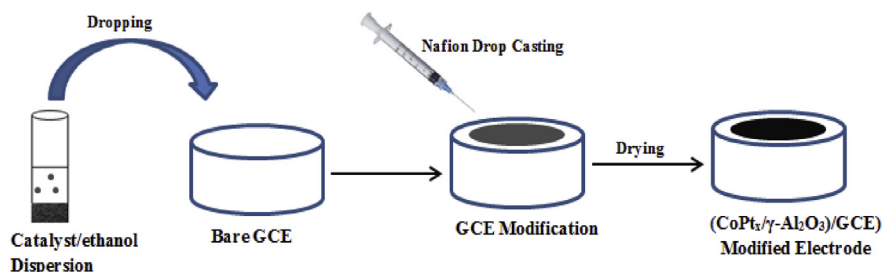 Dropping
Nafion Drop Casting
Drying
Catalyst/ethanol
Dispersion
Bare GCE
GCE Modification
(CoPtₓ/γ-Al₂O₃)/GCE)
Modified Electrode